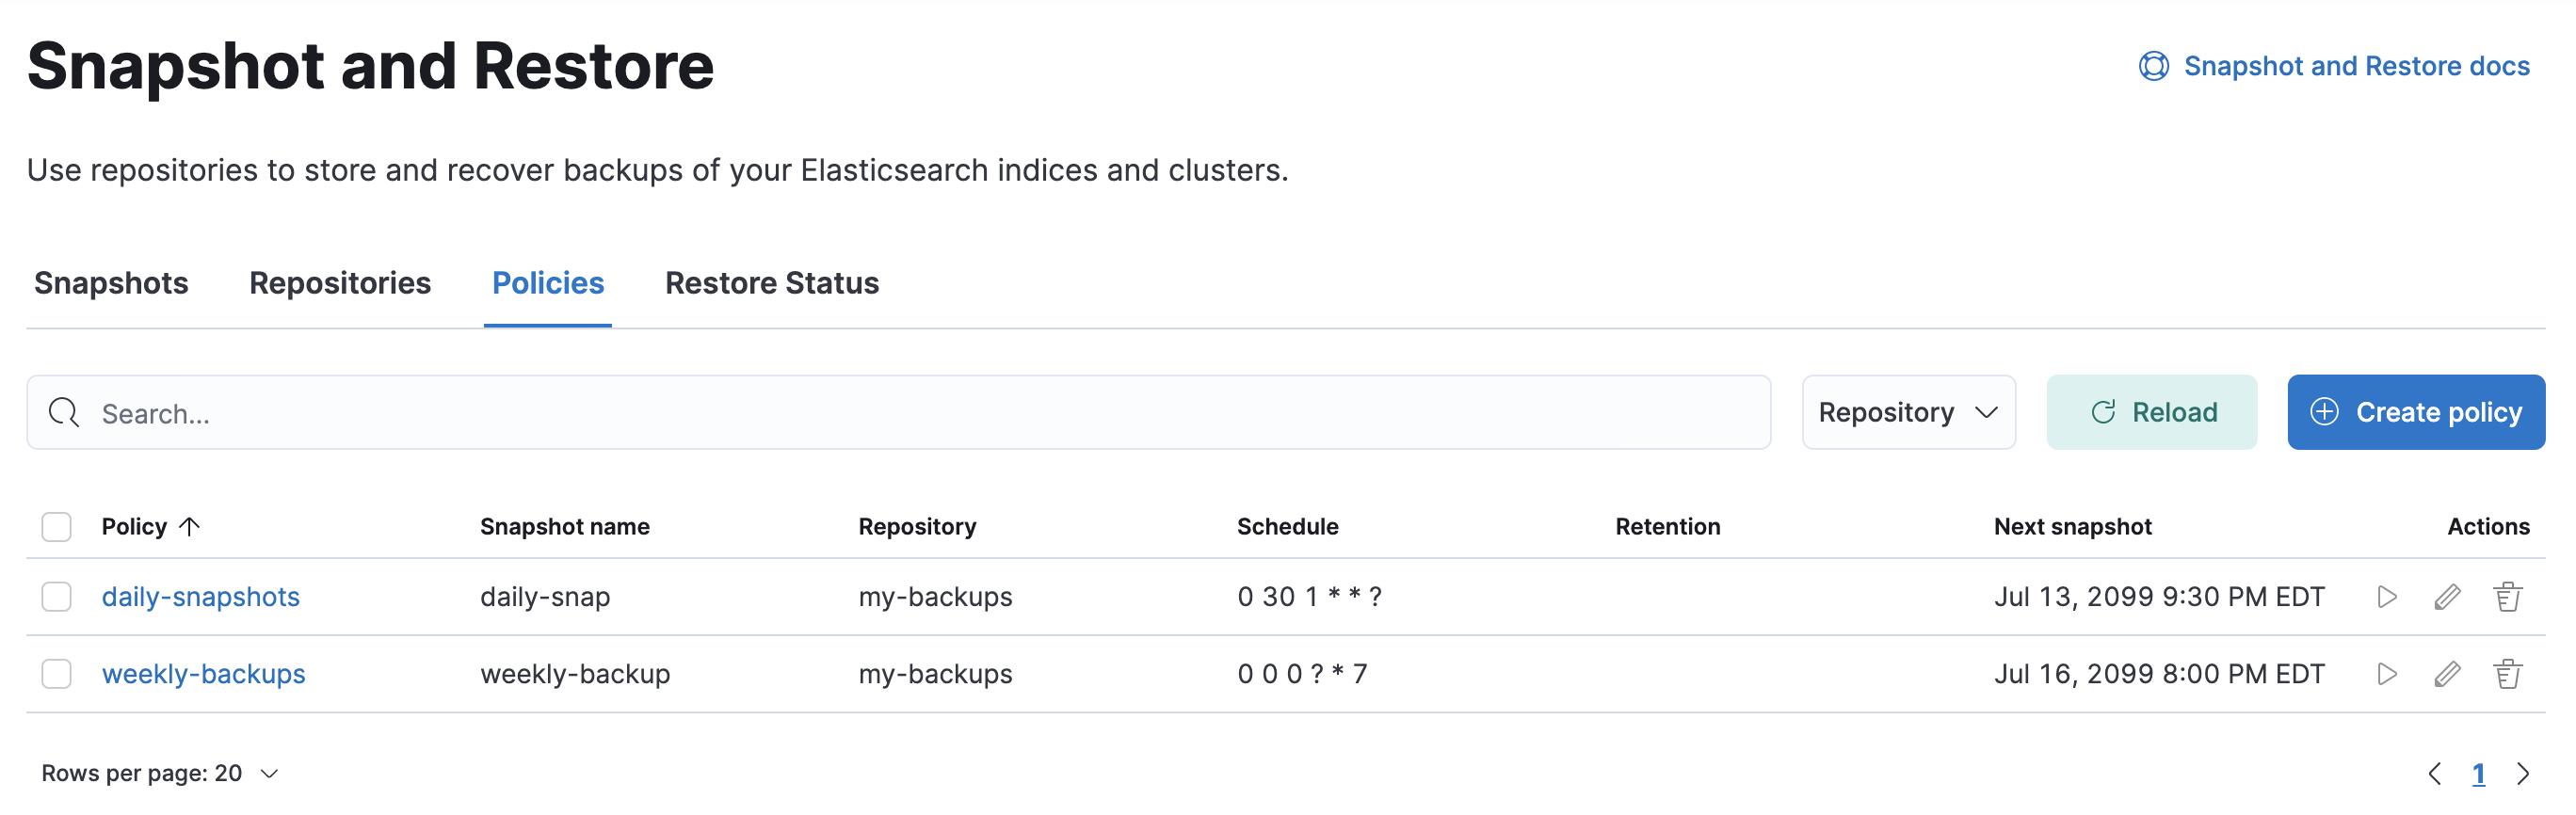 Snapshot and Restore
Snapshot and Restore docs
Use repositories to store and recover backups of your Elasticsearch indices and clusters.
Snapshots Repositories Policies Restore Status
Search... Repository Reload Create policy
Policy Snapshot name Repository Schedule Retention Next snapshot Actions
daily-snapshots daily-snap my-backups 0 30 1 * * ? Jul 13, 2099 9:30 PM EDT
weekly-backups weekly-backup my-backups 0 0 0 ? * 7 Jul 16, 2099 8:00 PM EDT
Rows per page: 20 1